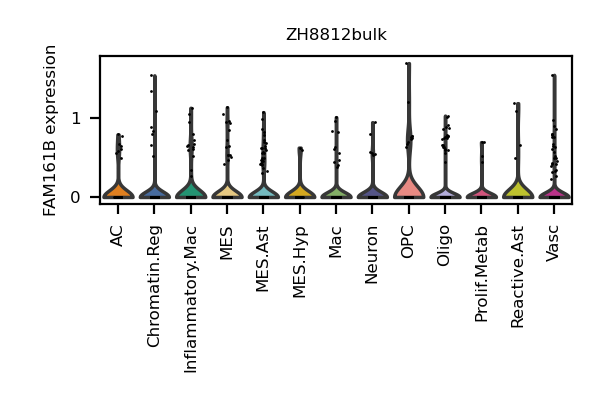 ZH8812bulk
FAM161B expression
1
0
AC
Chromatin.Reg
Inflammatory.Mac
MES
MES.Ast
MES.Hyp
Mac
Neuron
OPC
Oligo
Prolif.Metab
Reactive.Ast
Vasc